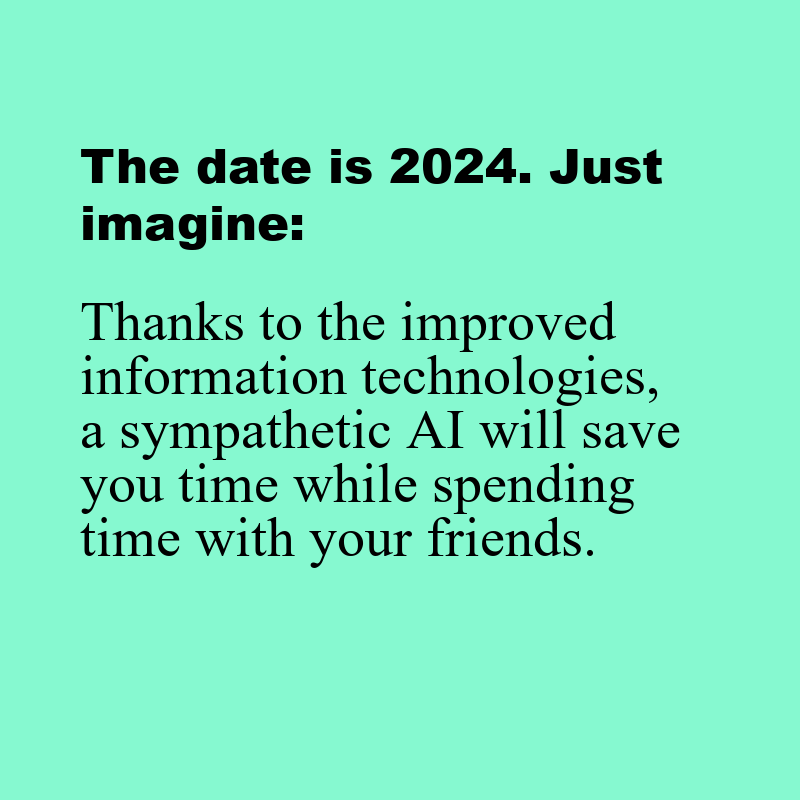 The date is 2024. Just
imagine:
Thanks to the improved
information technologies,
a sympathetic AI will save
you time while spending
time with your friends.